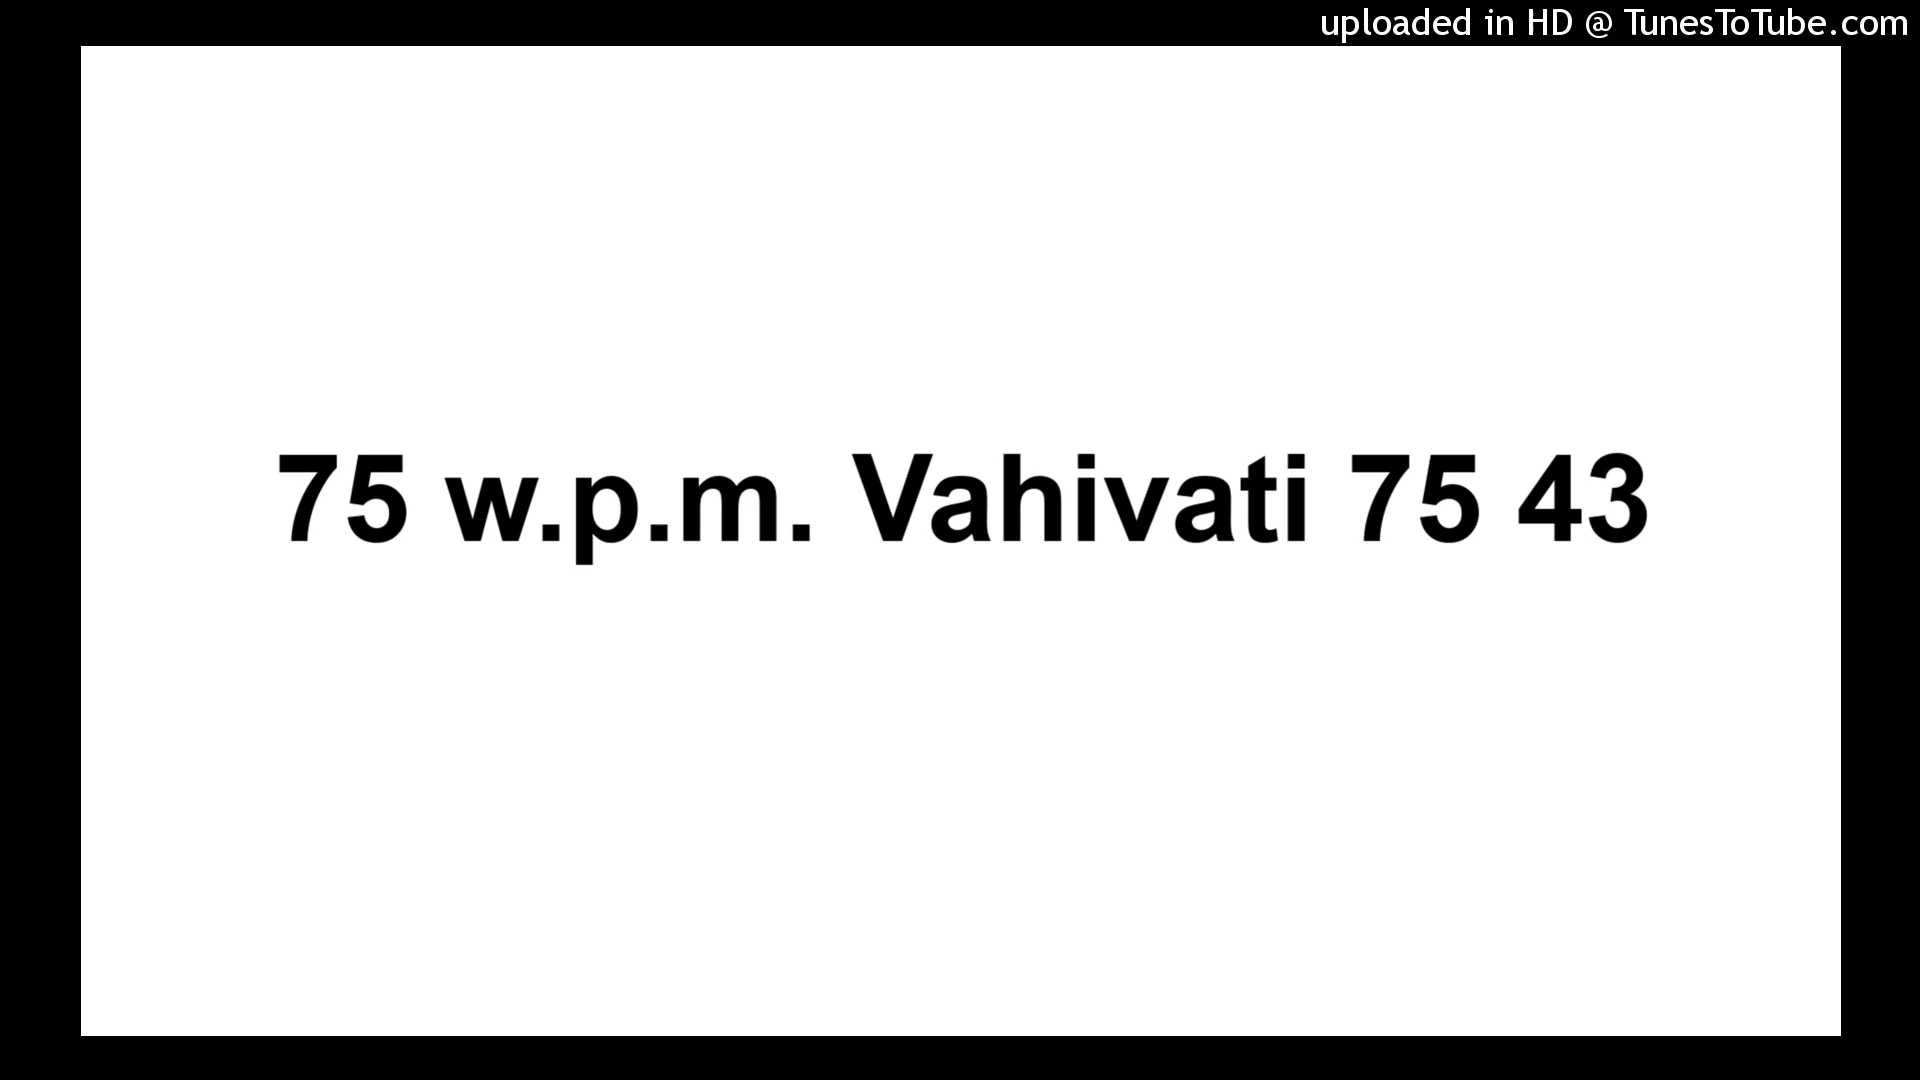 uploaded in HD @ TunesToTube.com
75 w.p.m. Vahivati 75 43